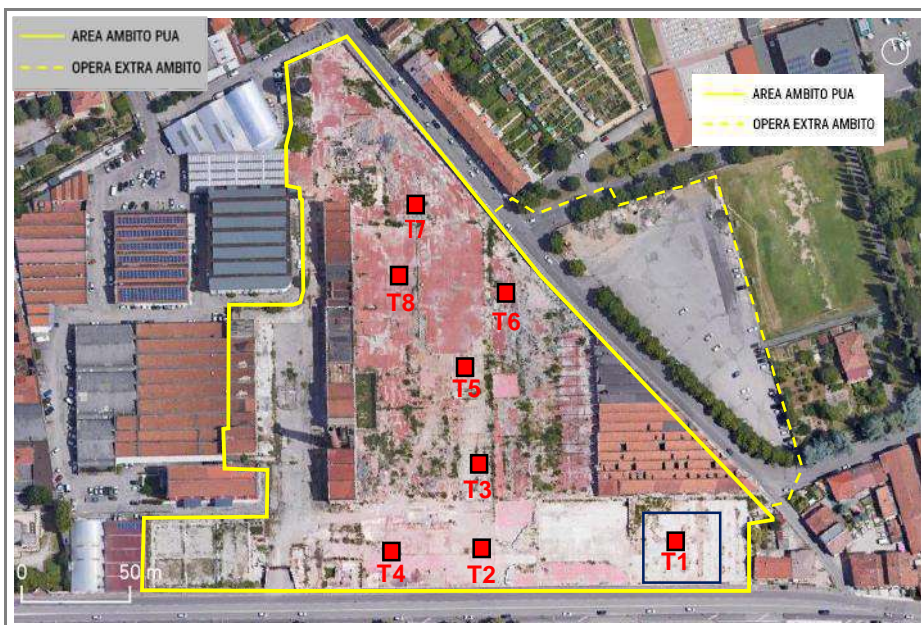 AREA AMBITO PUA
OPERA EXTRA AMBITO
AREA AMBITO PUA
OPERA EXTRA AMBITO
T7
T8
T6
T5
T3
T4
T2
T1
0
50 m